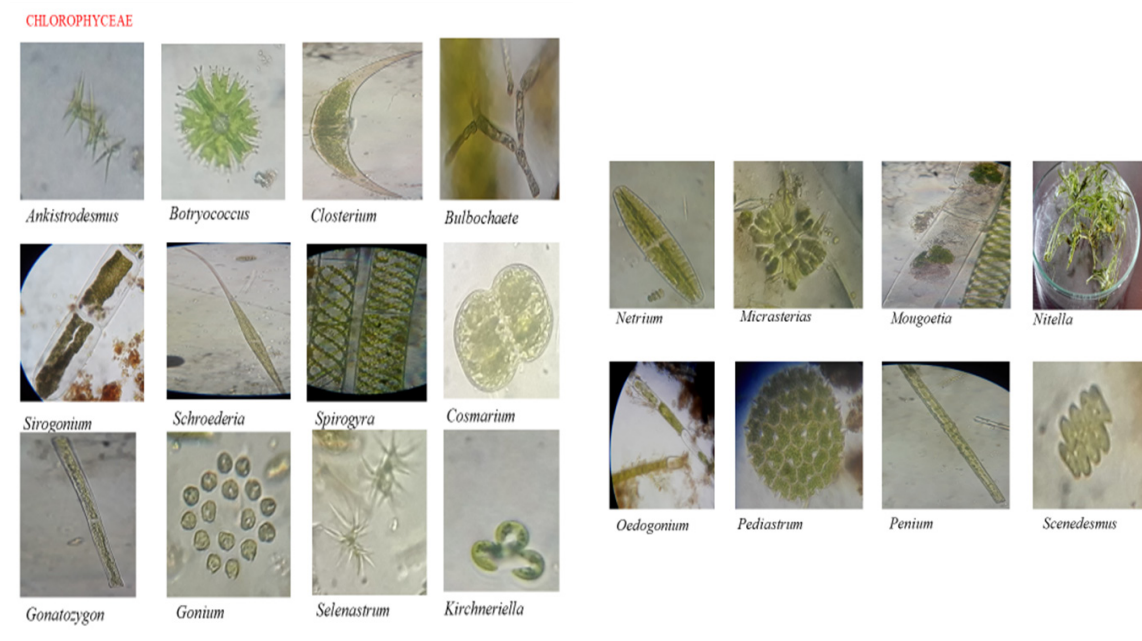 CHLOROPHYCEAE
Ankistrodesmus
Botryococcus
Closterium
Bulbochaete
Sirogonium
Schroederia
Spirogyra
Cosmarium
Gonatozygon
Gonium
Selenastrum
Kirchneriella
Netrium
Micrasterias
Mougoetia
Nitella
Oedogonium
Pediastrum
Penium
Scenedesmus